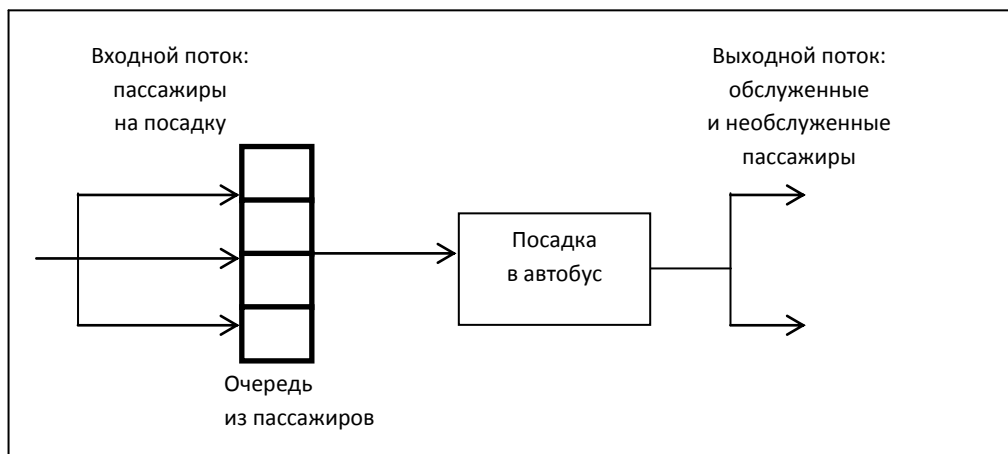 Входной поток:
пассажиры
на посадку
Выходной поток:
обслуженные
и необслуженные
пассажиры
Посадка
в автобус
Очередь
из пассажиров